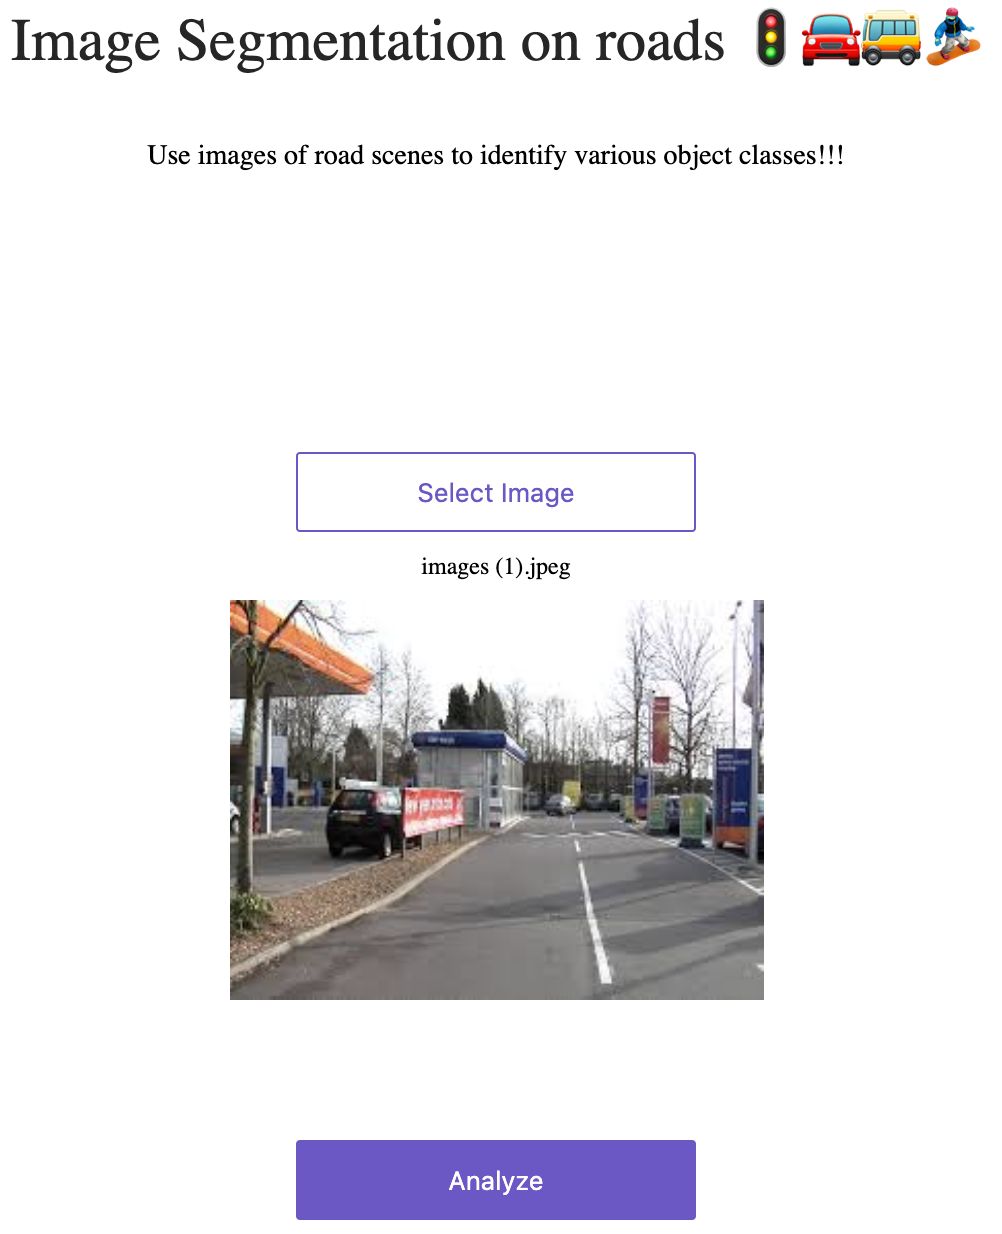 Image Segmentation on roads 🚦🚘🚌🏂
Use images of road scenes to identify various object classes!!!
Select Image
images (1).jpeg
Analyze